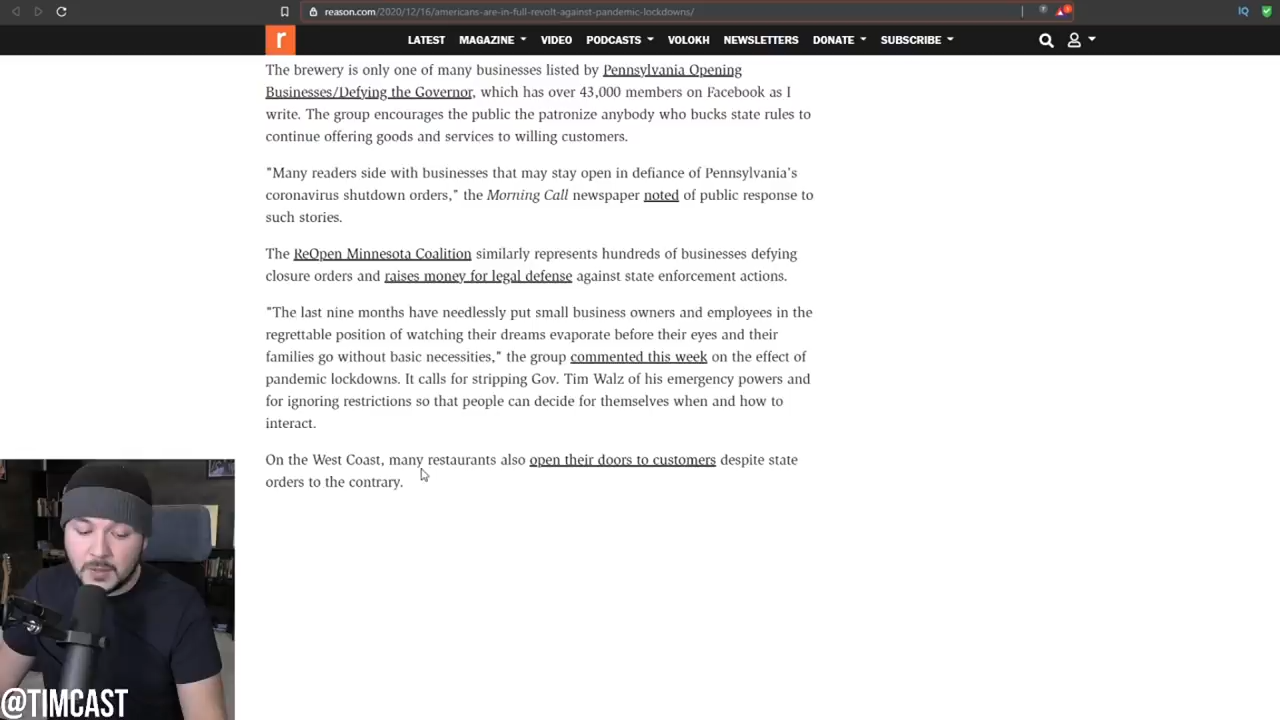 reason.com/2020/12/16/americans-are-in-full-revolt-against-pandemic-lockdowns/
IQ
r LATEST MAGAZINE VIDEO PODCASTS VOLOKH NEWSLETTERS DONATE SUBSCRIBE
The brewery is only one of many businesses listed by Pennsylvania Opening
Businesses/Defying the Governor, which has over 43,000 members on Facebook as I
write. The group encourages the public the patronize anybody who bucks state rules to
continue offering goods and services to willing customers.
"Many readers side with businesses that may stay open in defiance of Pennsylvania's
coronavirus shutdown orders," the Morning Call newspaper noted of public response to
such stories.
The ReOpen Minnesota Coalition similarly represents hundreds of businesses defying
closure orders and raises money for legal defense against state enforcement actions.
"The last nine months have needlessly put small business owners and employees in the
regrettable position of watching their dreams evaporate before their eyes and their
families go without basic necessities," the group commented this week on the effect of
pandemic lockdowns. It calls for stripping Gov. Tim Walz of his emergency powers and
for ignoring restrictions so that people can decide for themselves when and how to
interact.
On the West Coast, many restaurants also open their doors to customers despite state
orders to the contrary.
@TIMCAST